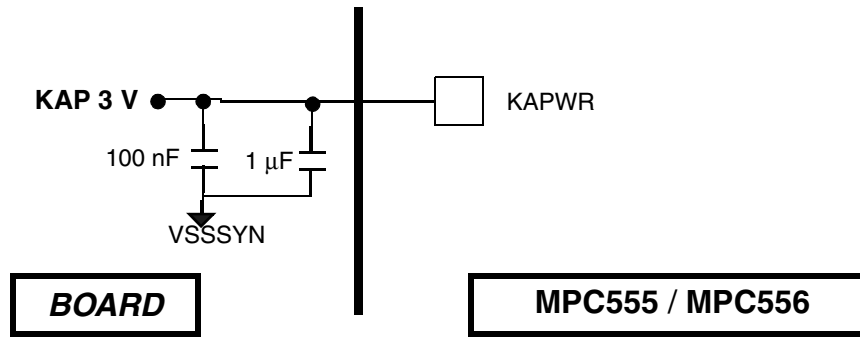 KAP 3 V
KAPWR
100 nF
1 μF
VSSSYN
BOARD
MPC555 / MPC556